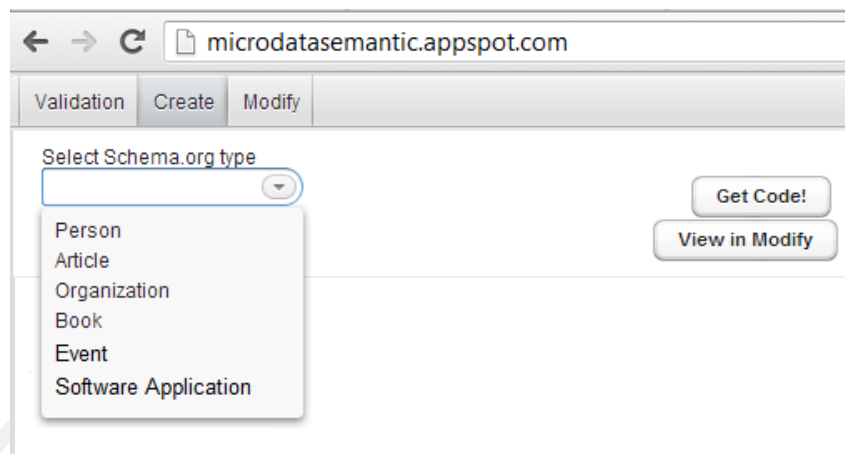 microdatasemantic.appspot.com
Validation Create Modify
Select Schema.org type
Get Code!
View in Modify
Person
Article
Organization
Book
Event
Software Application